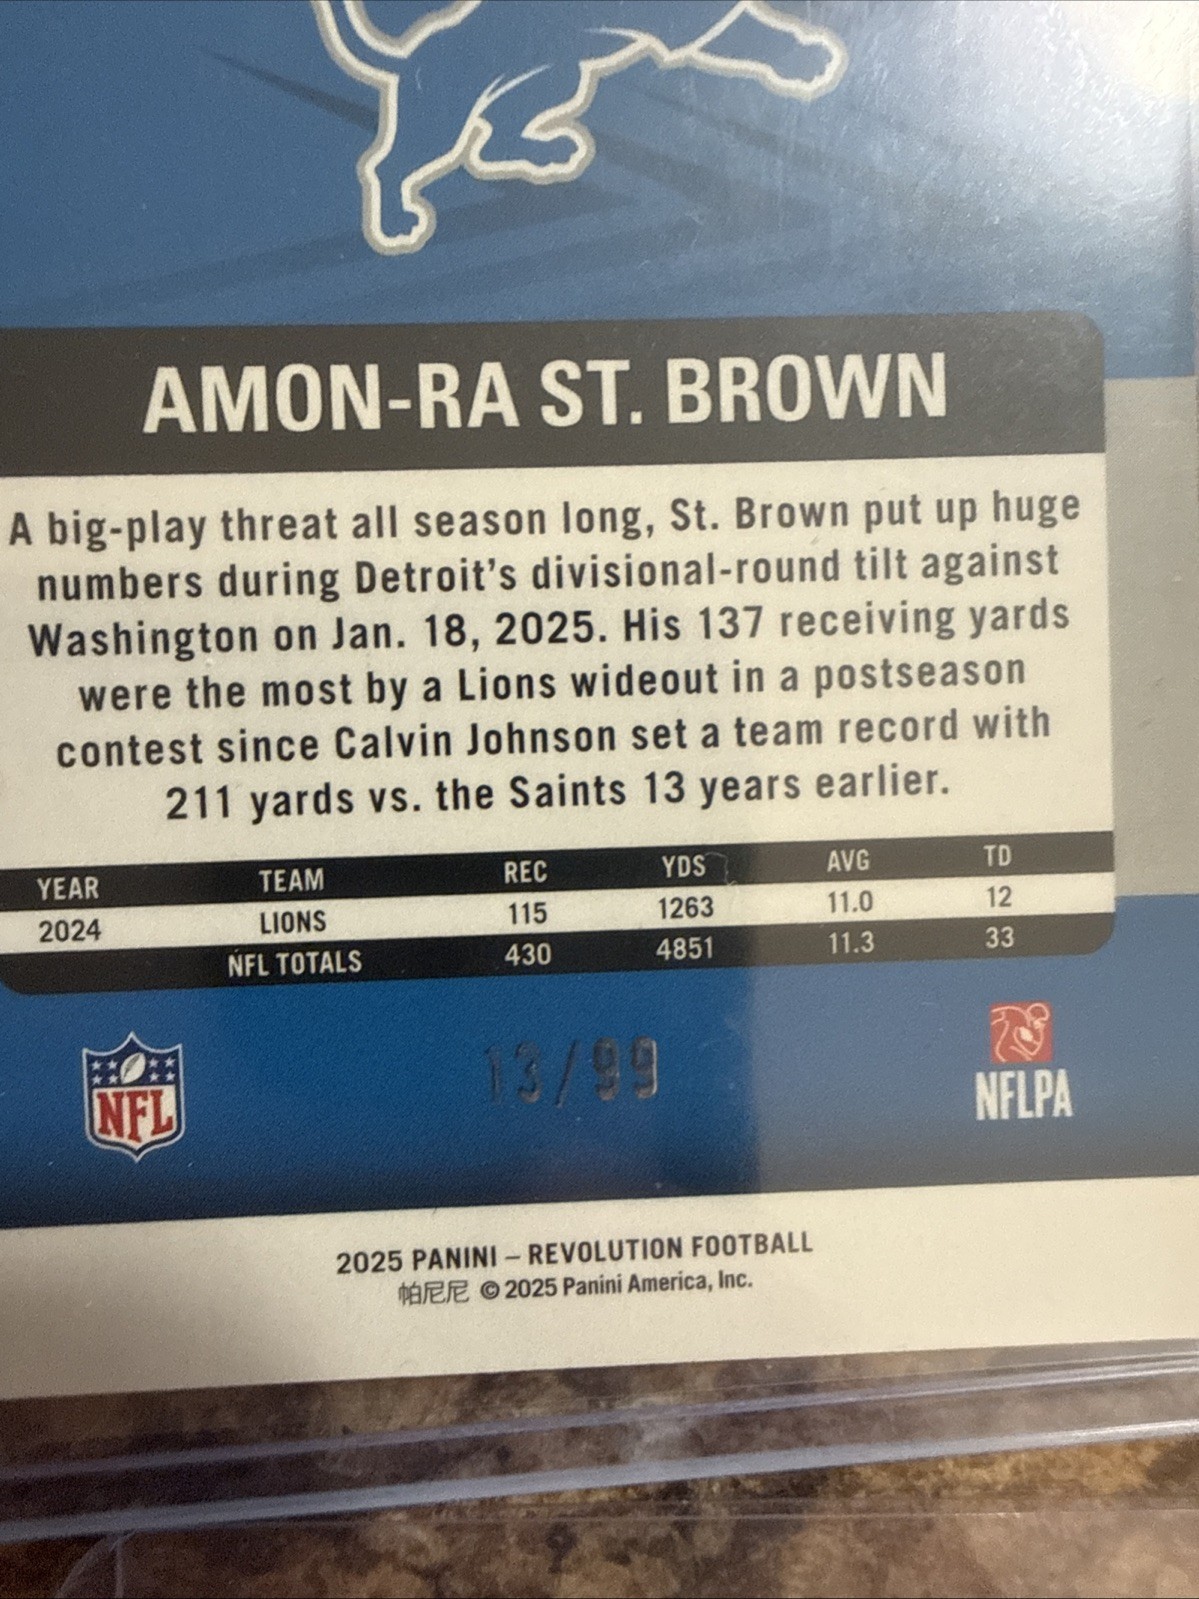 AMON-RA ST. BROWN
A big-play threat all season long, St. Brown put up huge
numbers during Detroit's divisional-round tilt against
Washington on Jan. 18, 2025. His 137 receiving yards
were the most by a Lions wideout in a postseason
contest since Calvin Johnson set a team record with
211 yards vs. the Saints 13 years earlier.
YEAR TEAM REC YDS AVG TD
2024 LIONS 115 1263 11.0 12
NFL TOTALS 430 4851 11.3 33
13/99
NFL
NFLPA
2025 PANINI – REVOLUTION FOOTBALL
帕尼尼 © 2025 Panini America, Inc.